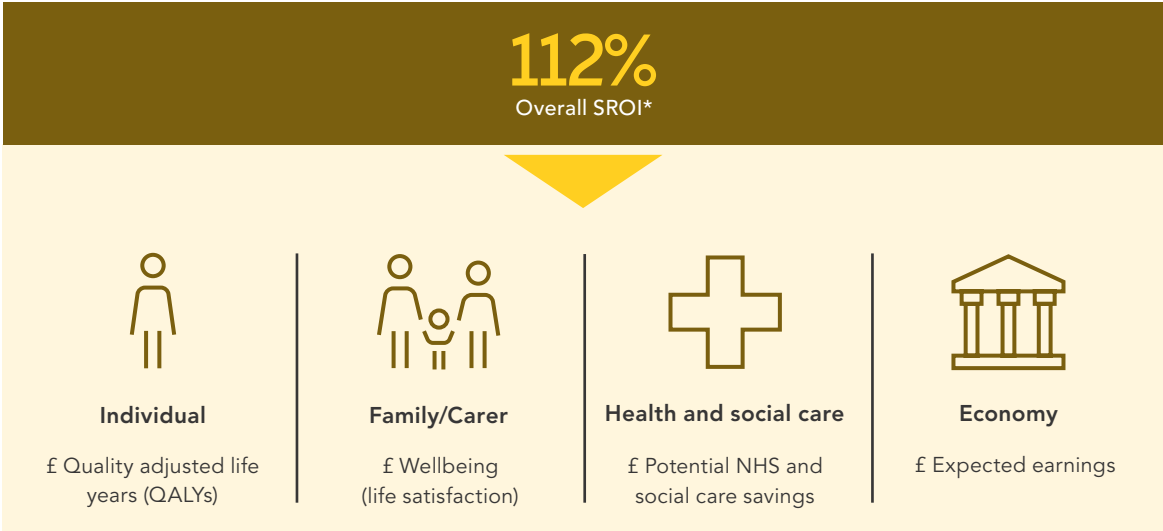 112%
Overall SROI*
Individual
£ Quality adjusted life
years (QALYs)
Family/Carer
£ Wellbeing
(life satisfaction)
Health and social care
£ Potential NHS and
social care savings
Economy
£ Expected earnings